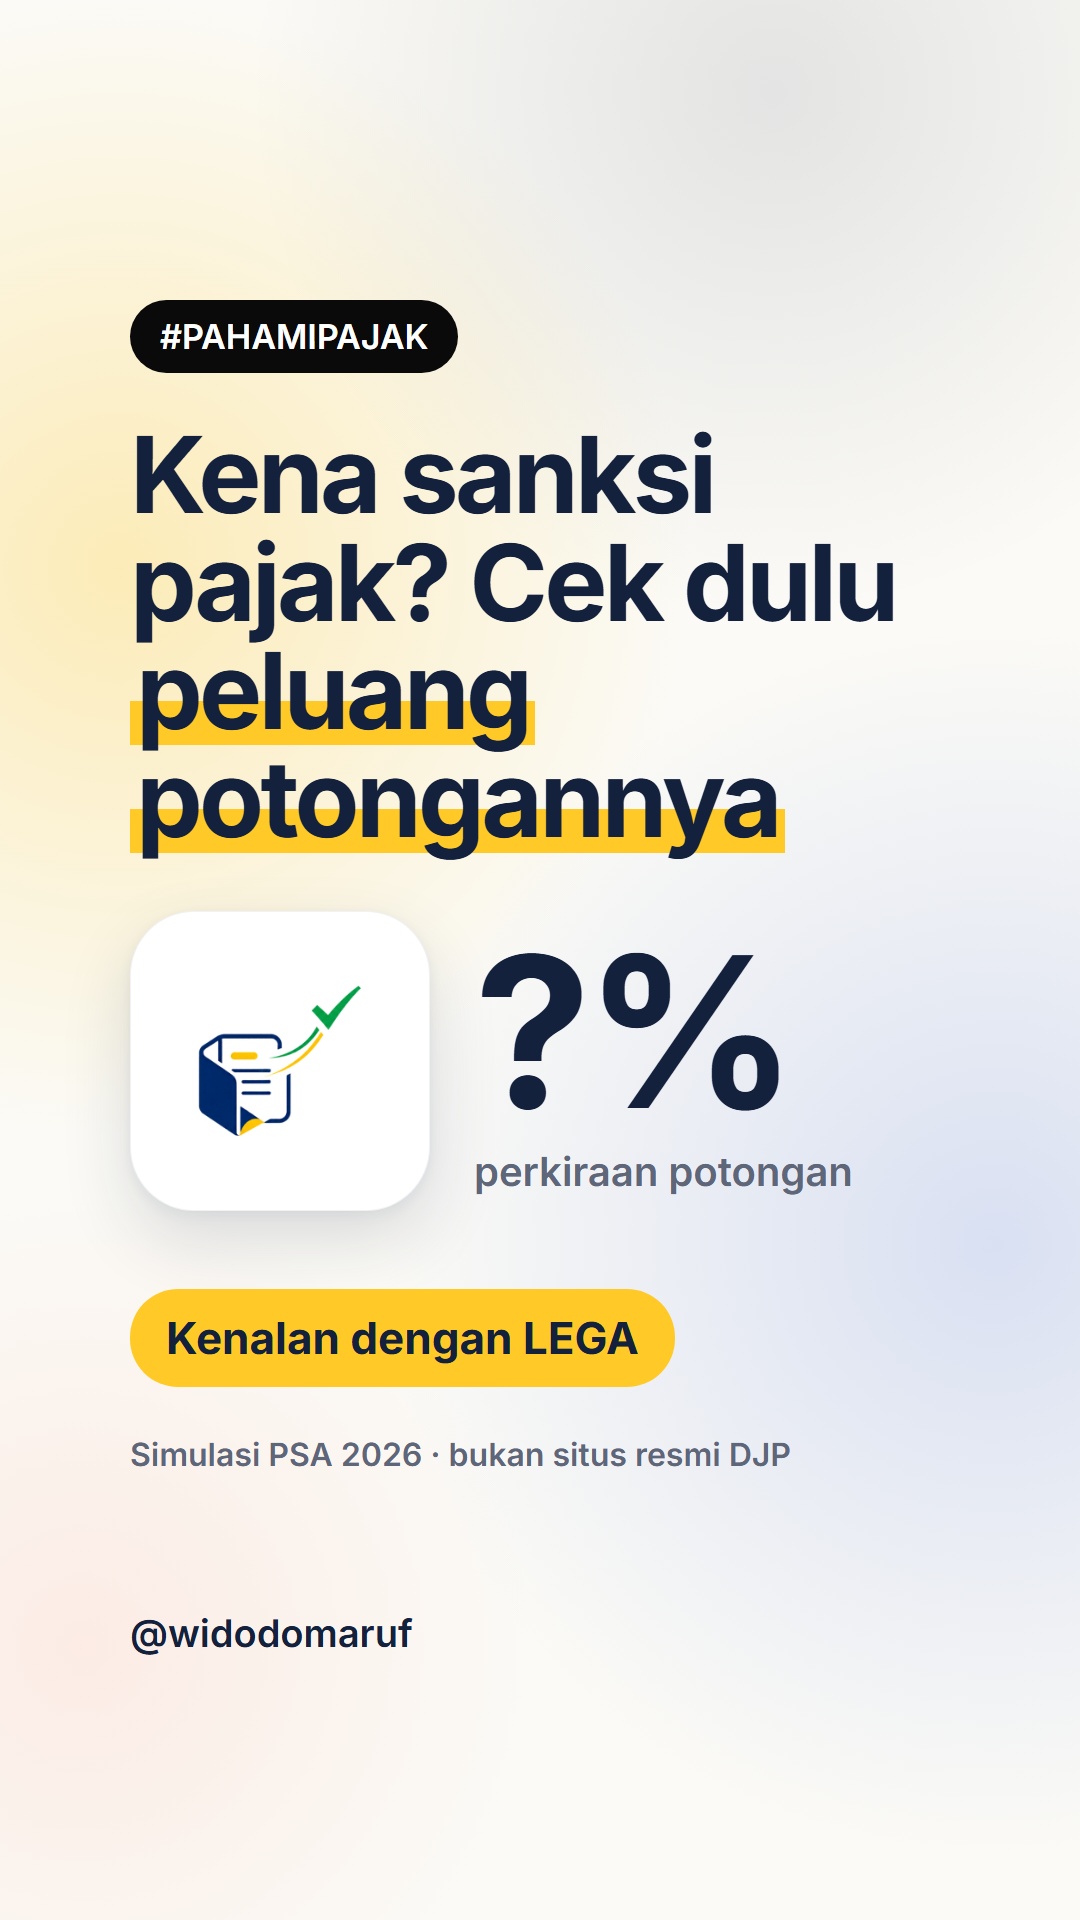 #PAHAMIPAJAK
Kena sanksi
pajak? Cek dulu
peluang
potongannya
?%
perkiraan potongan
Kenalan dengan LEGA
Simulasi PSA 2026 · bukan situs resmi DJP
@widodomaruf